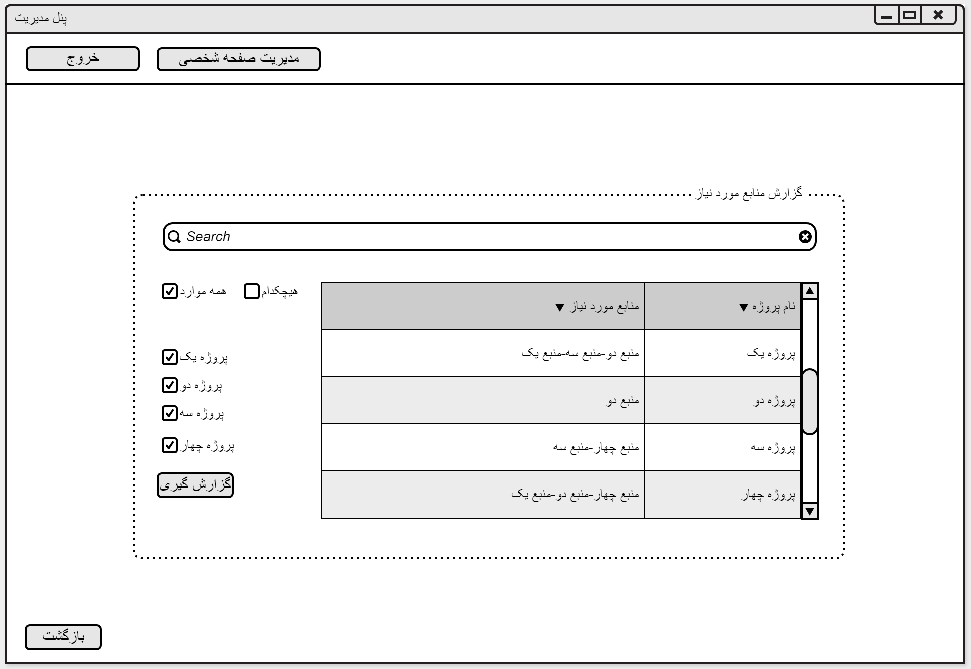 پنل مدیریت
خروج
مدیریت صفحه شخصی
گزارش منابع مورد نیاز
Search
همه موارد
هیچکدام
نام پروژه
منابع مورد نیاز
پروژه یک
منبع دو-منبع سه-منبع یک
پروژه دو
منبع دو
پروژه سه
منبع چهار-منبع سه
پروژه چهار
منبع چهار-منبع دو-منبع یک
پروژه یک
پروژه دو
پروژه سه
پروژه چهار
گزارش گیری
بازگشت